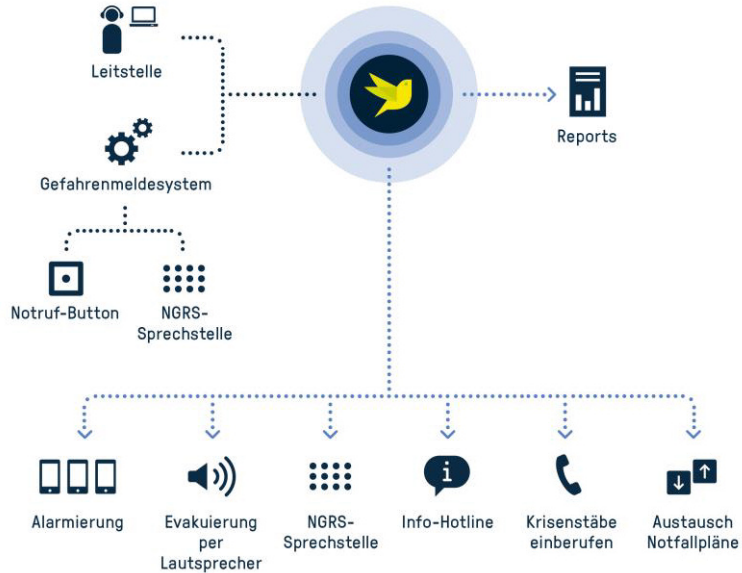 Leitstelle
Reports
Gefahrenmeldesystem
Notruf-Button
NGRS-
Sprechstelle
Alarmierung
Evakuierung
per
Lautsprecher
NGRS-
Sprechstelle
Info-Hotline
Krisenstäbe
einberufen
Austausch
Notfallpläne